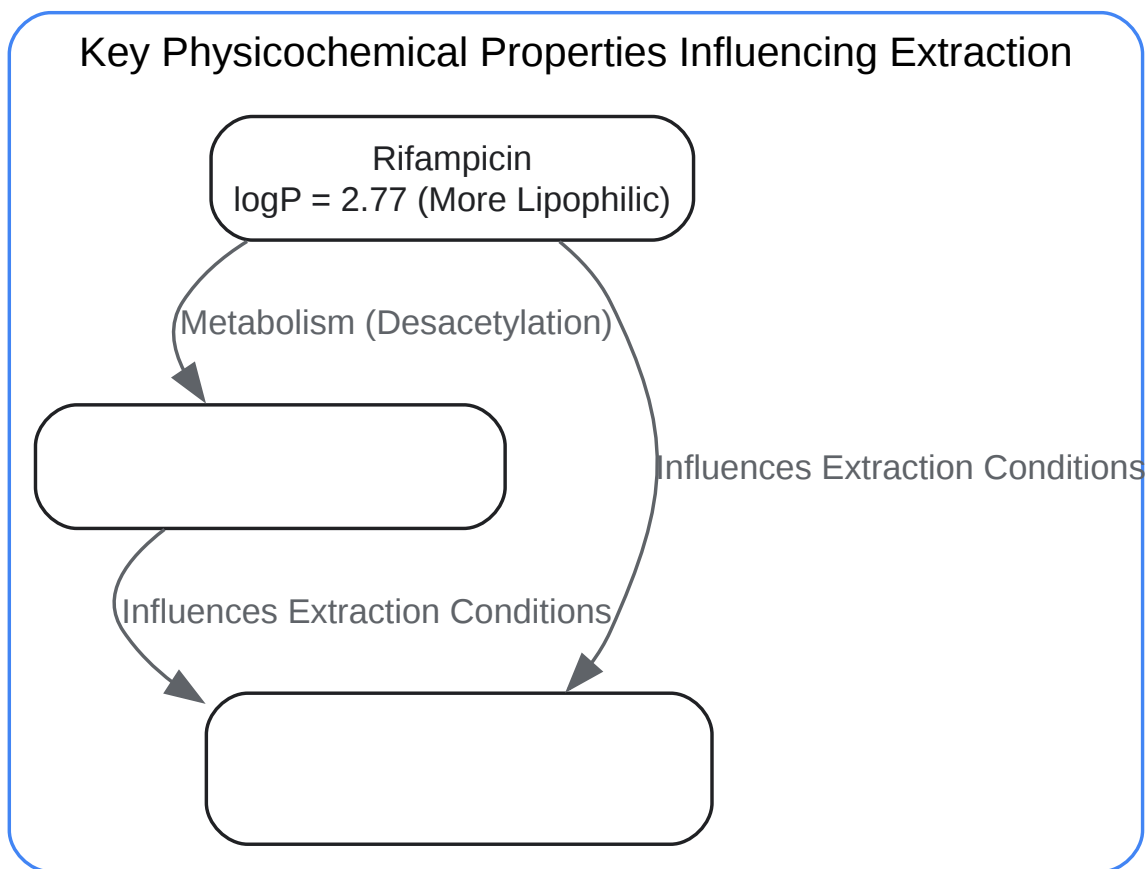 Key Physicochemical Properties Influencing Extraction
Rifampicin
logP = 2.77 (More Lipophilic)
Metabolism (Desacetylation)
Influences Extraction Conditions
Influences Extraction Conditions